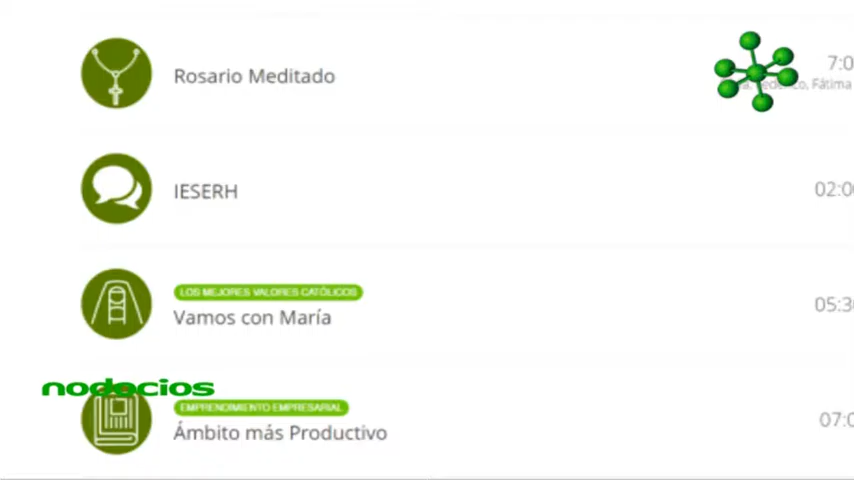 Rosario Meditado
7:0
Fátima
IESERH
02:0
LOS MEJORES VALORES CATÓLICOS
Vamos con María
05:3
nodocios
EMPRENDIMIENTO EMPRESARIAL
Ámbito más Productivo
07:0